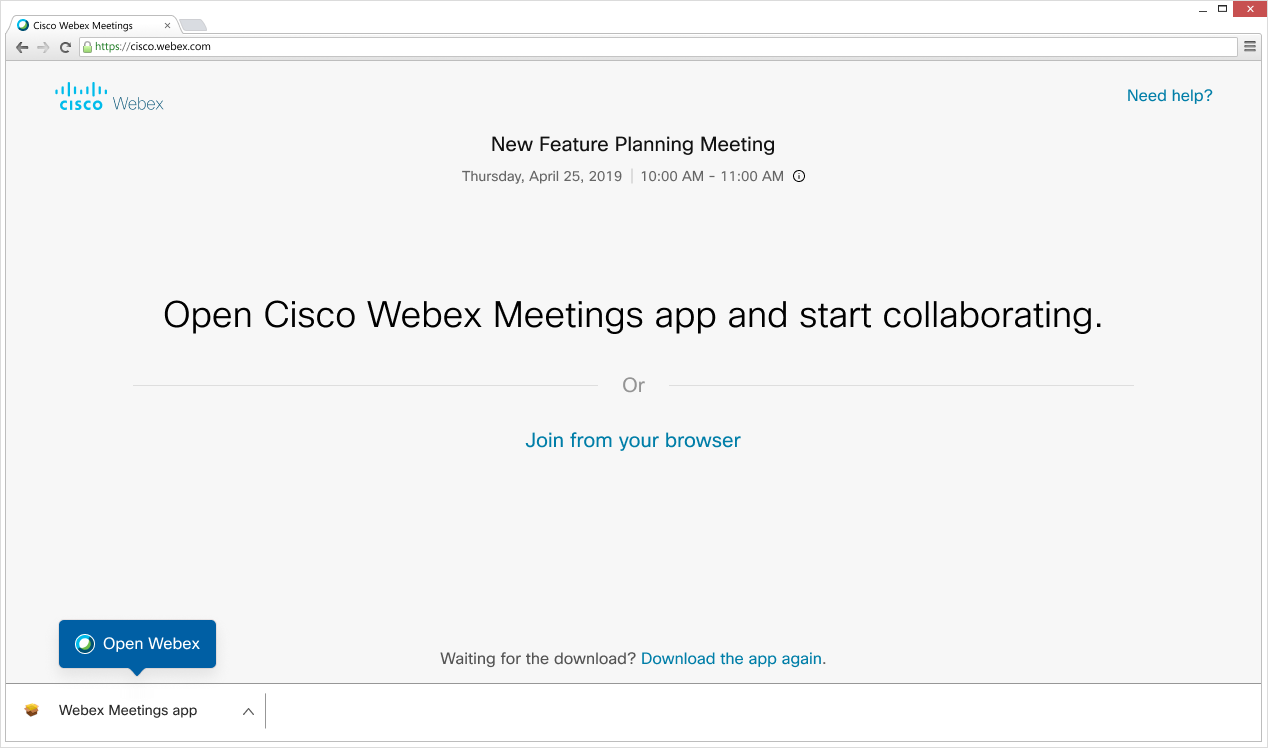 Cisco Webex Meetings
https://cisco.webex.com
CISCO Webex
Need help?
New Feature Planning Meeting
Thursday, April 25, 2019 | 10:00 AM - 11:00 AM
Open Cisco Webex Meetings app and start collaborating.
Or
Join from your browser
Open Webex
Waiting for the download? Download the app again.
Webex Meetings app